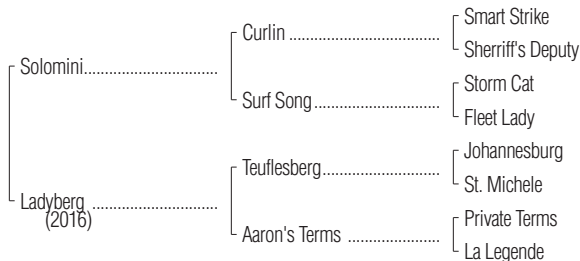 Smart Strike
Curlin ................................
Sherriff's Deputy
Solomini...............................
Storm Cat
Surf Song..........................
Fleet Lady
Johannesburg
Teuflesberg........................
St. Michele
Ladyberg .............................
(2016)
Private Terms
Aaron's Terms ...................
La Legende